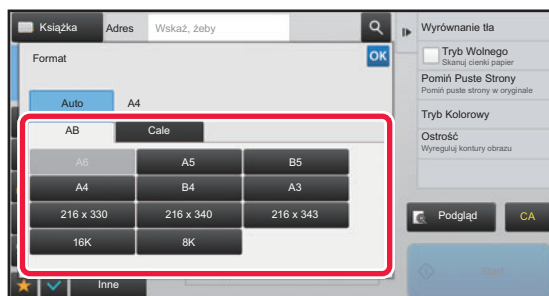 Książka
Adres
Wskaż, żeby
Format
OK
Auto
A4
AB
Cale
A6
A5
B5
A4
B4
A3
216 x 330
216 x 340
216 x 343
16K
8K
Inne
Wyrównanie tła
Tryb Wolnego
Skanuj cienki papier
Pomiń Puste Strony
Pomiń puste strony w oryginale
Tryb Kolorowy
Ostrość
Wyreguluj kontury obrazu
Podgląd
CA
Start